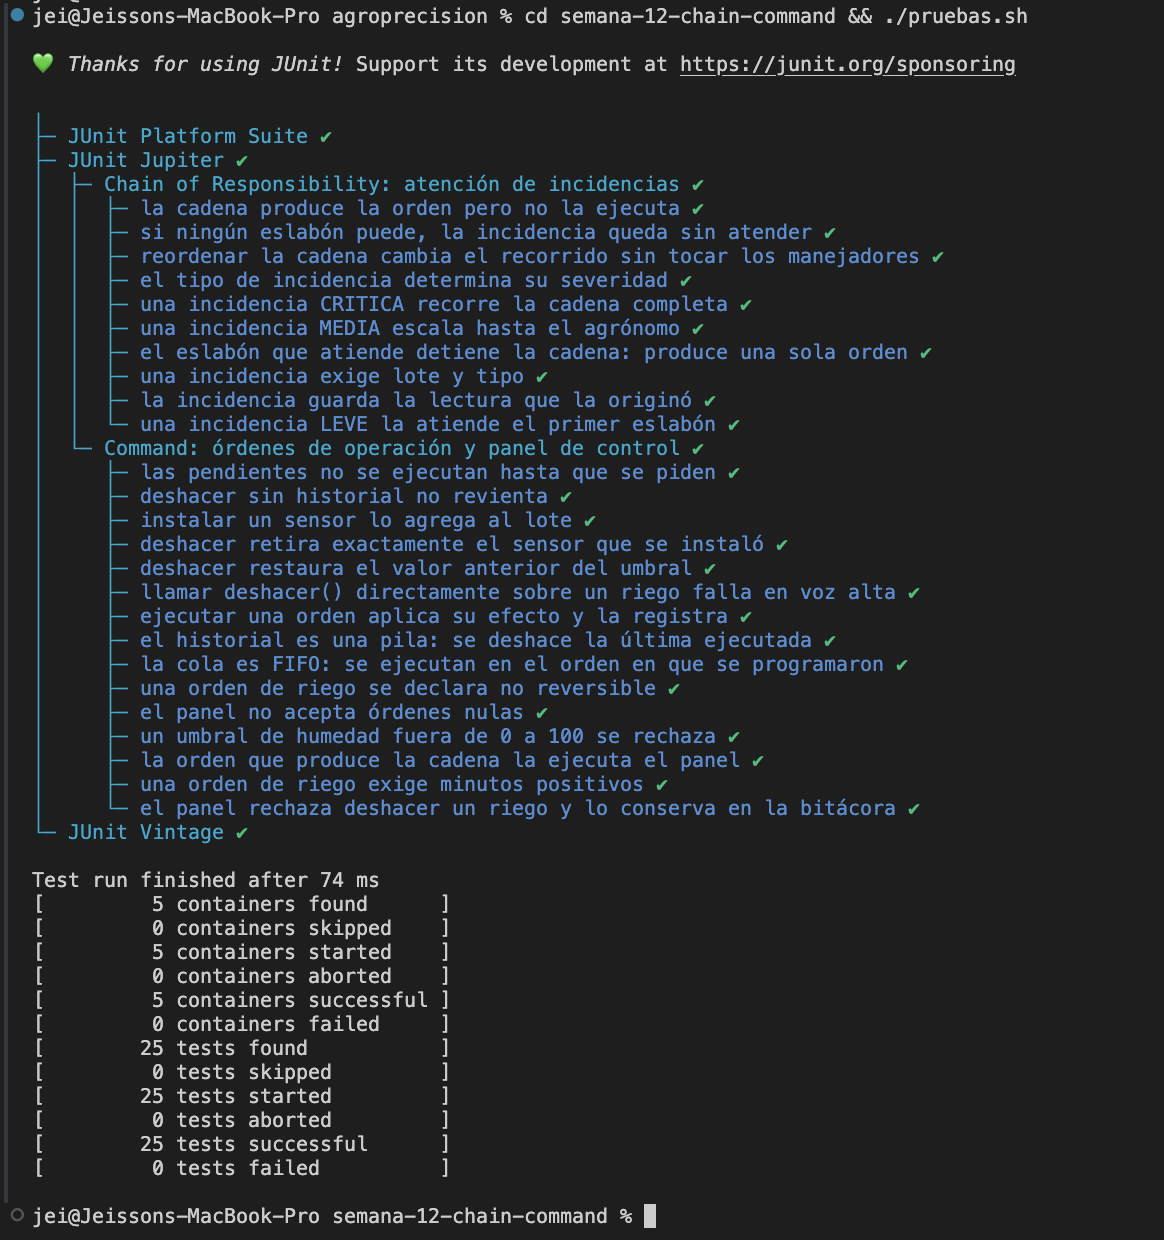 jei@Jeissons-MacBook-Pro agroprecision % cd semana-12-chain-command && ./pruebas.sh
💚 Thanks for using JUnit! Support its development at https://junit.org/sponsoring
├─ JUnit Platform Suite ✔
├─ JUnit Jupiter ✔
│  ├─ Chain of Responsibility: atención de incidencias ✔
│  │  ├─ la cadena produce la orden pero no la ejecuta ✔
│  │  ├─ si ningún eslabón puede, la incidencia queda sin atender ✔
│  │  ├─ reordenar la cadena cambia el recorrido sin tocar los manejadores ✔
│  │  ├─ el tipo de incidencia determina su severidad ✔
│  │  ├─ una incidencia CRITICA recorre la cadena completa ✔
│  │  ├─ una incidencia MEDIA escala hasta el agrónomo ✔
│  │  ├─ el eslabón que atiende detiene la cadena: produce una sola orden ✔
│  │  ├─ una incidencia exige lote y tipo ✔
│  │  ├─ la incidencia guarda la lectura que la originó ✔
│  │  └─ una incidencia LEVE la atiende el primer eslabón ✔
│  └─ Command: órdenes de operación y panel de control ✔
│     ├─ las pendientes no se ejecutan hasta que se piden ✔
│     ├─ deshacer sin historial no revienta ✔
│     ├─ instalar un sensor lo agrega al lote ✔
│     ├─ deshacer retira exactamente el sensor que se instaló ✔
│     ├─ deshacer restaura el valor anterior del umbral ✔
│     ├─ llamar deshacer() directamente sobre un riego falla en voz alta ✔
│     ├─ ejecutar una orden aplica su efecto y la registra ✔
│     ├─ el historial es una pila: se deshace la última ejecutada ✔
│     ├─ la cola es FIFO: se ejecutan en el orden en que se programaron ✔
│     ├─ una orden de riego se declara no reversible ✔
│     ├─ el panel no acepta órdenes nulas ✔
│     ├─ un umbral de humedad fuera de 0 a 100 se rechaza ✔
│     ├─ la orden que produce la cadena la ejecuta el panel ✔
│     ├─ una orden de riego exige minutos positivos ✔
│     └─ el panel rechaza deshacer un riego y lo conserva en la bitácora ✔
└─ JUnit Vintage ✔
Test run finished after 74 ms
[         5 containers found      ]
[         0 containers skipped    ]
[         5 containers started    ]
[         0 containers aborted    ]
[         5 containers successful ]
[         0 containers failed     ]
[        25 tests found           ]
[         0 tests skipped         ]
[        25 tests started         ]
[         0 tests aborted         ]
[        25 tests successful      ]
[         0 tests failed          ]
jei@Jeissons-MacBook-Pro semana-12-chain-command %